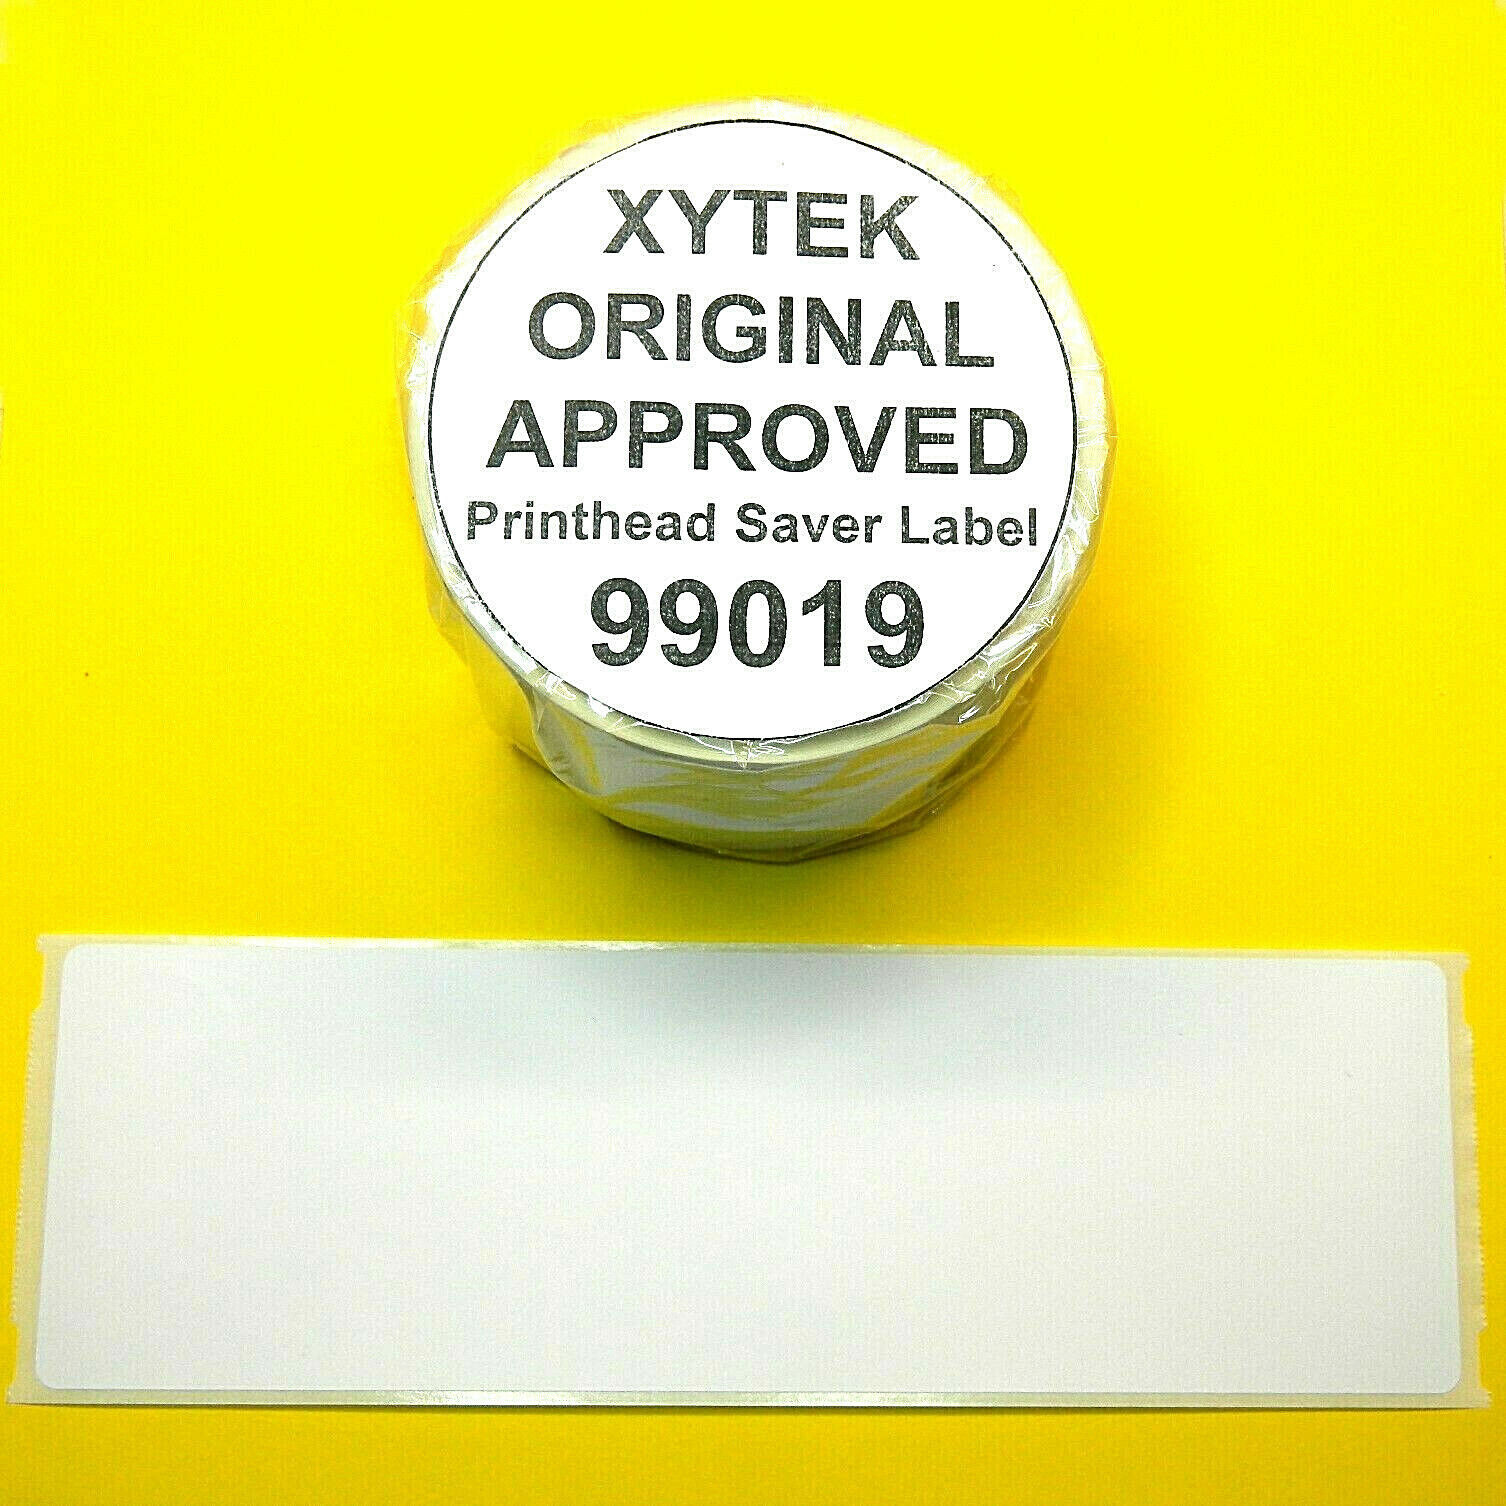 XYTEK
ORIGINAL
APPROVED
Printhead Saver Label
99019